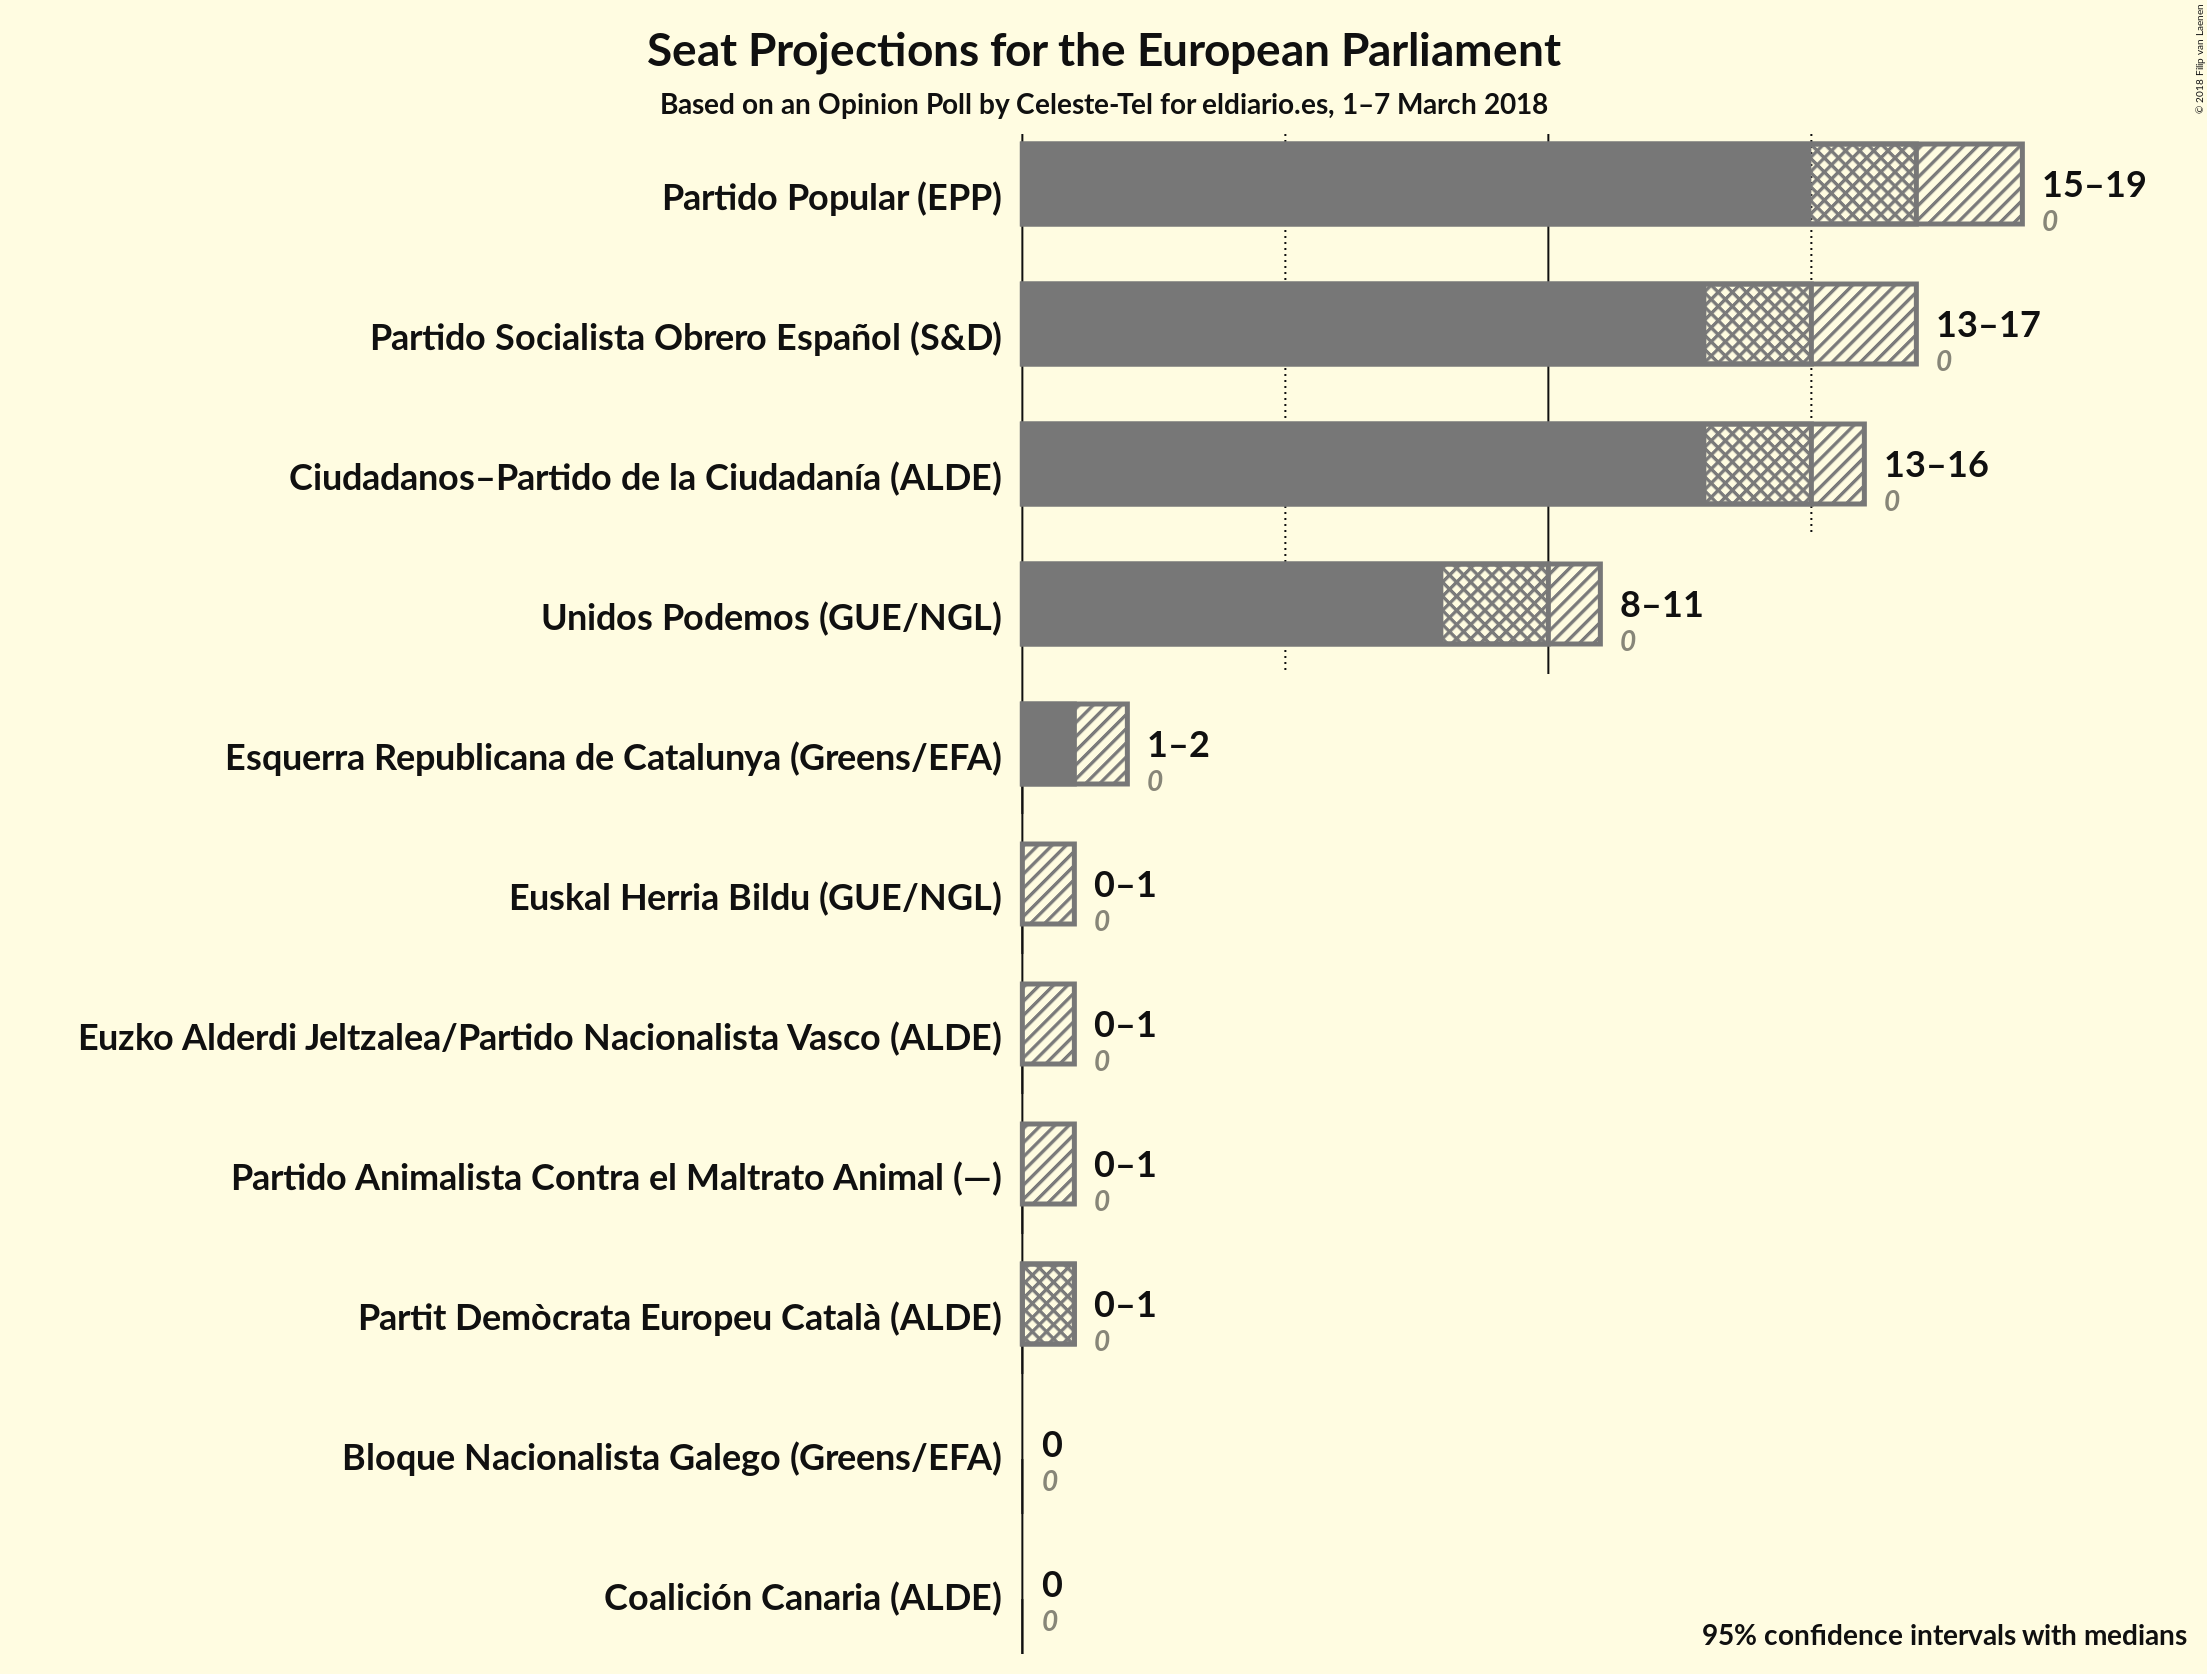 Seat Projections for the European Parliament
Based on an Opinion Poll by Celeste-Tel for eldiario.es, 1–7 March 2018
© 2018 Filip van Laenen
Partido Popular (EPP)
15–19
0
Partido Socialista Obrero Español (S&D)
13–17
0
Ciudadanos–Partido de la Ciudadanía (ALDE)
13–16
0
Unidos Podemos (GUE/NGL)
8–11
0
Esquerra Republicana de Catalunya (Greens/EFA)
1–2
0
Euskal Herria Bildu (GUE/NGL)
0–1
0
Euzko Alderdi Jeltzalea/Partido Nacionalista Vasco (ALDE)
0–1
0
Partido Animalista Contra el Maltrato Animal (—)
0–1
0
Partit Demòcrata Europeu Català (ALDE)
0–1
0
Bloque Nacionalista Galego (Greens/EFA)
0
0
Coalición Canaria (ALDE)
0
0
95% confidence intervals with medians